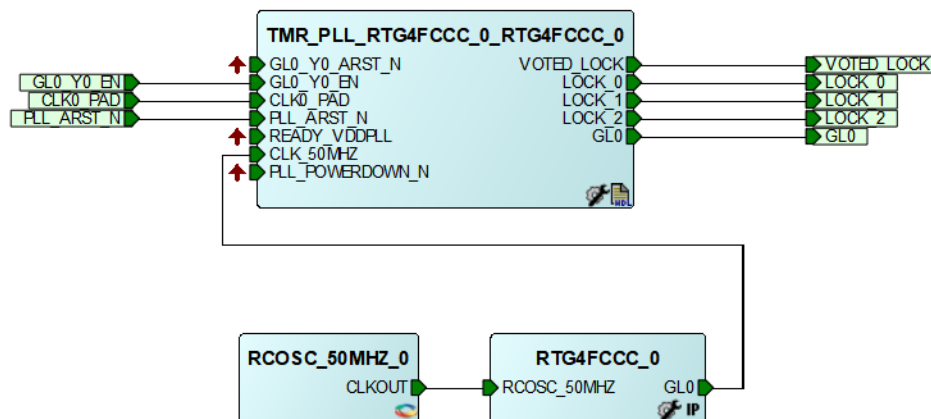 TMR_PLL_RTG4FCCC_0_RTG4FCCC_0
GL0_Y0_ARST_N VOTED_LOCK VOTED_LOCK
GL0_Y0_EN GL0_Y0_EN LOCK_0 LOCK_0
CLK0_PAD CLK0_PAD LOCK_1 LOCK_1
PLL_ARST_N PLL_ARST_N LOCK_2 LOCK_2
READY_VDDPLL GL0 GL0
CLK_50MHZ
PLL_POWERDOWN_N
HDL
RCOSC_50MHZ_0 RTG4FCCC_0
CLKOUT RCOSC_50MHZ GL0
IP